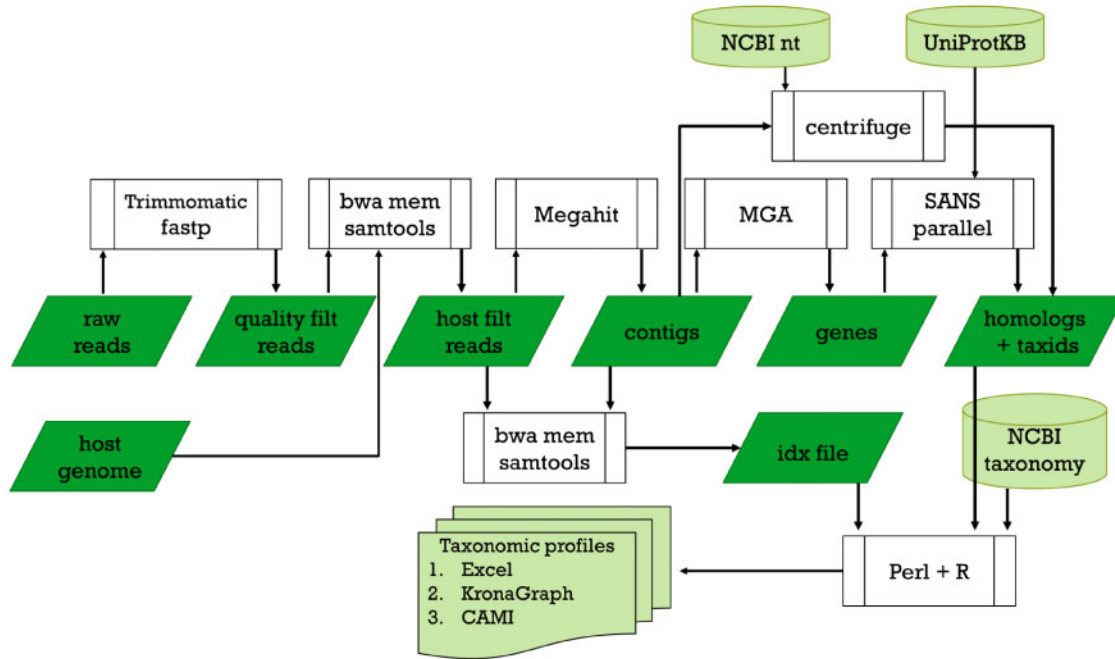 NCBI nt
UniProtKB
centrifuge
Trimmomatic
fastp
bwa mem
samtools
Megahit
MGA
SANS
parallel
raw
reads
quality filt
reads
host filt
reads
contigs
genes
homologs
+ taxids
host
genome
bwa mem
samtools
idx file
NCBI
taxonomy
Taxonomic profiles
1. Excel
2. KronaGraph
3. CAMI
Perl + R